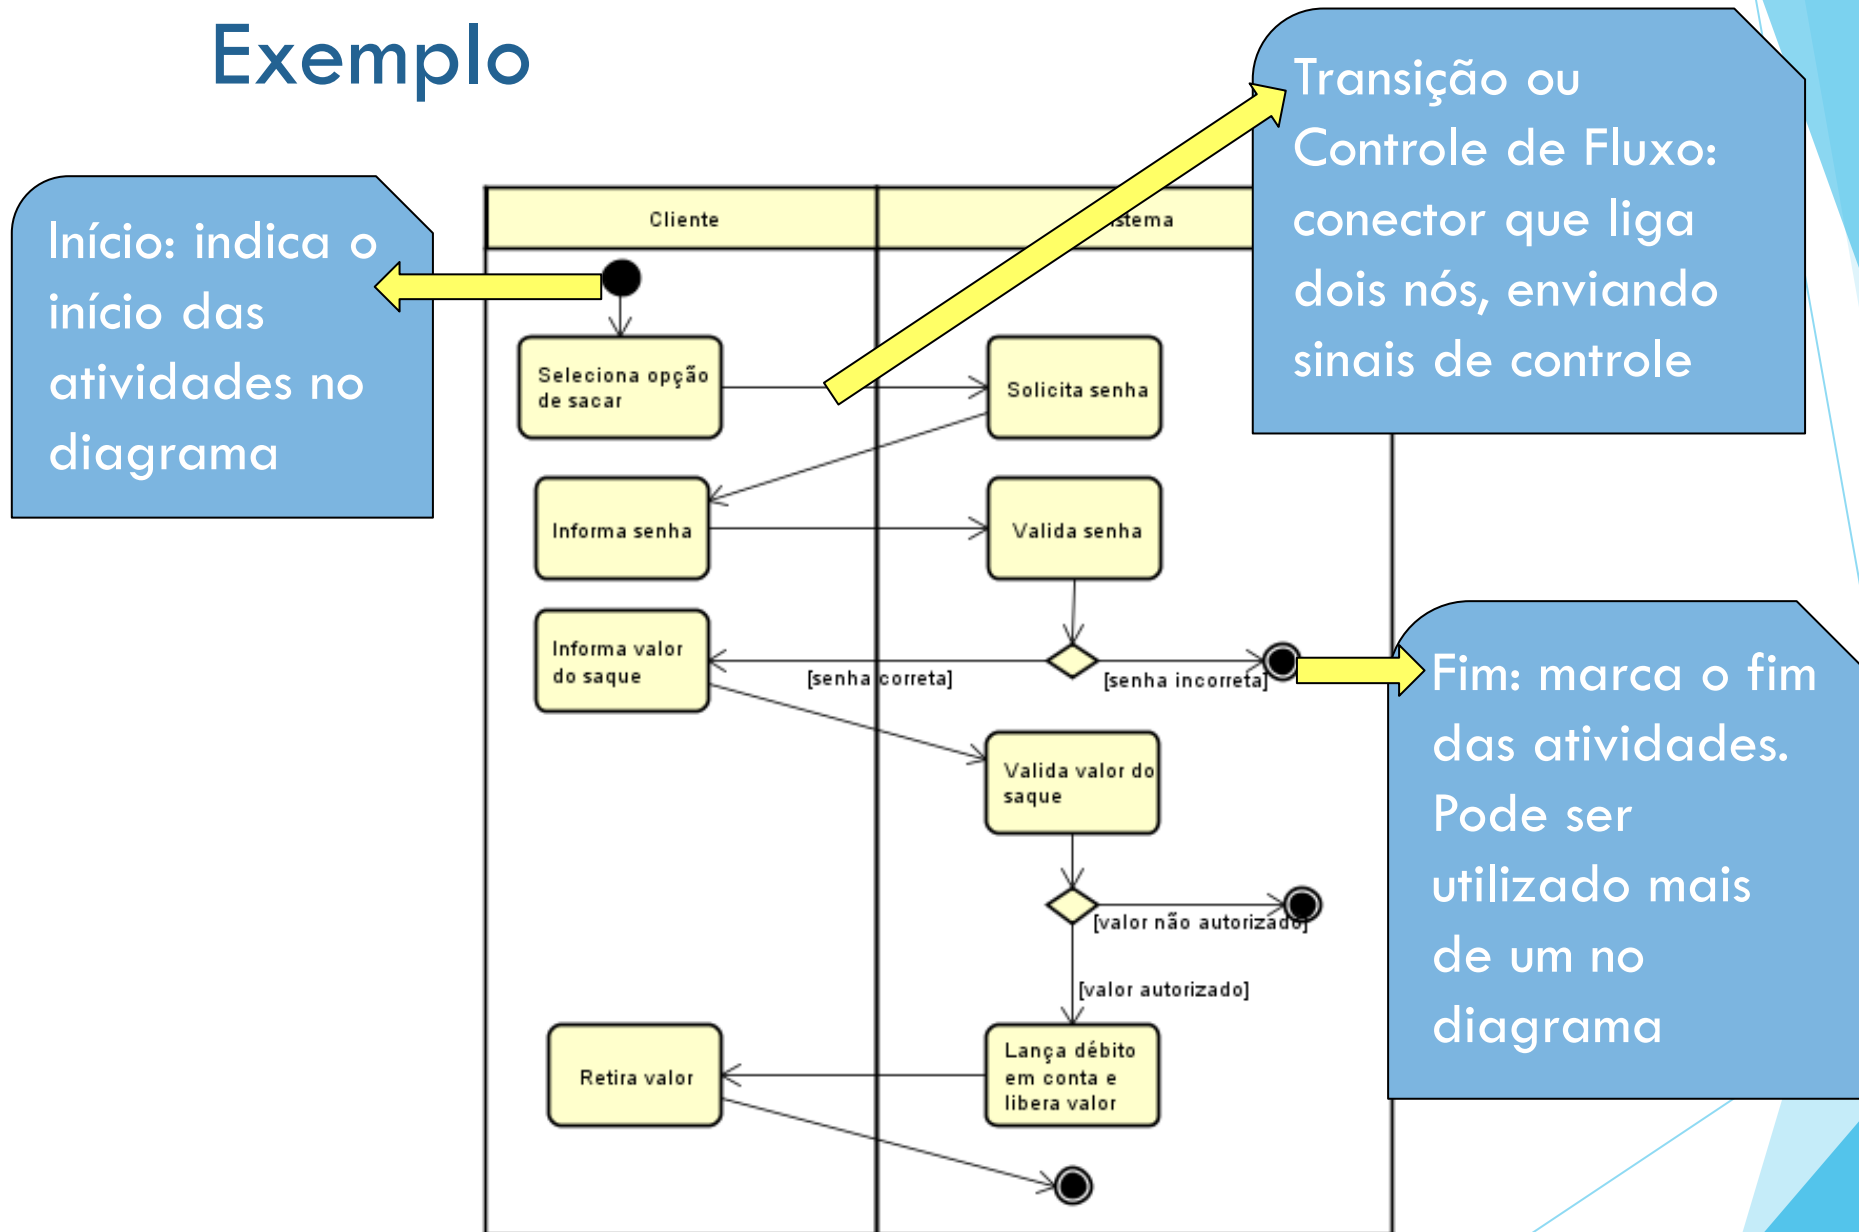 Exemplo
Transição ou
Controle de Fluxo:
conector que liga
dois nós, enviando
sinais de controle
Início: indica o
início das
atividades no
diagrama
Cliente
istema
Seleciona opção
de sacar
Solicita senha
Informa senha
Valida senha
Informa valor
do saque
[senha correta]
[senha incorreta]
Fim: marca o fim
das atividades.
Pode ser
utilizado mais
de um no
diagrama
Valida valor do
saque
[valor não autorizado]
[valor autorizado]
Retira valor
Lança débito
em conta e
libera valor